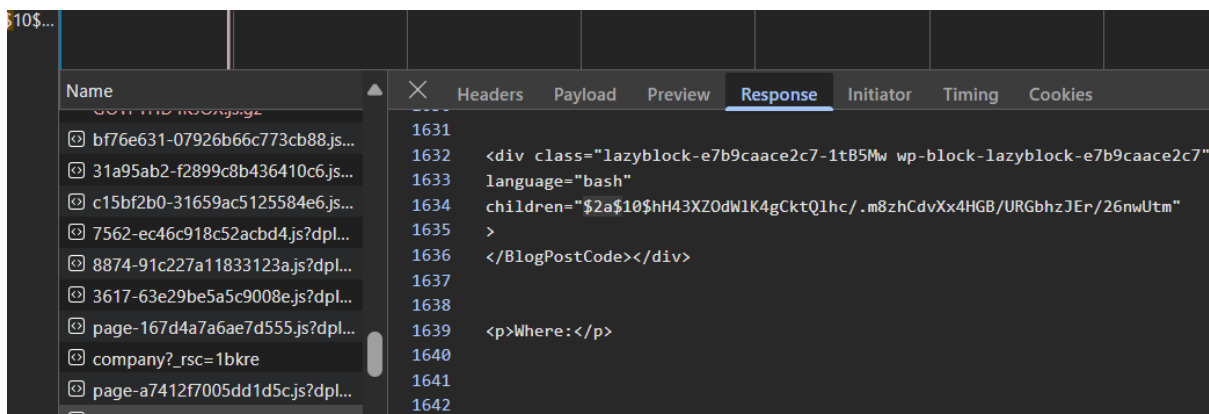 $10$...
Name
Headers Payload Preview Response Initiator Timing Cookies
bf76e631-07926b66c773cb88.js...
31a95ab2-f2899c8b436410c6.js...
c15bf2b0-31659ac5125584e6.js...
7562-ec46c918c52acbd4.js?dpl...
8874-91c227a11833123a.js?dpl...
3617-63e29be5a5c9008e.js?dpl...
page-167d4a7a6ae7d555.js?dpl...
company?_rsc=1bkre
page-a7412f7005dd1d5c.js?dpl...
1631
1632 <div class="lazyblock-e7b9caace2c7-1tB5Mw wp-block-lazyblock-e7b9caace2c7"
1633 language="bash"
1634 children="$2a$10$hH43XZOdWlK4gCktQlhc/.m8zhCdvXx4HGB/URGbhzJEr/26nwUtm"
1635 >
1636 </BlogPostCode></div>
1637
1638
1639 <p>Where:</p>
1640
1641
1642